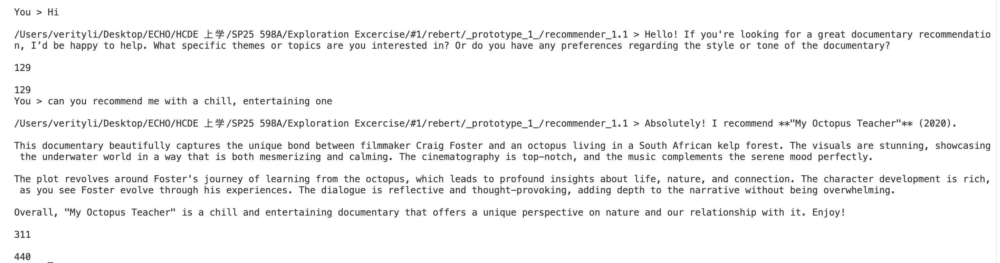 You > Hi
/Users/verityli/Desktop/ECHO/HCDE 上学/SP25 598A/Exploration Excercise/#1/rebert/_prototype_1_/recommender_1.1 > Hello! If you're looking for a great documentary recommendatio
n, I’d be happy to help. What specific themes or topics are you interested in? Or do you have any preferences regarding the style or tone of the documentary?
129
129
You > can you recommend me with a chill, entertaining one
/Users/verityli/Desktop/ECHO/HCDE 上学/SP25 598A/Exploration Excercise/#1/rebert/_prototype_1_/recommender_1.1 > Absolutely! I recommend **"My Octopus Teacher"** (2020).
This documentary beautifully captures the unique bond between filmmaker Craig Foster and an octopus living in a South African kelp forest. The visuals are stunning, showcasing
the underwater world in a way that is both mesmerizing and calming. The cinematography is top-notch, and the music complements the serene mood perfectly.
The plot revolves around Foster's journey of learning from the octopus, which leads to profound insights about life, nature, and connection. The character development is rich,
as you see Foster evolve through his experiences. The dialogue is reflective and thought-provoking, adding depth to the narrative without being overwhelming.
Overall, "My Octopus Teacher" is a chill and entertaining documentary that offers a unique perspective on nature and our relationship with it. Enjoy!
311
440